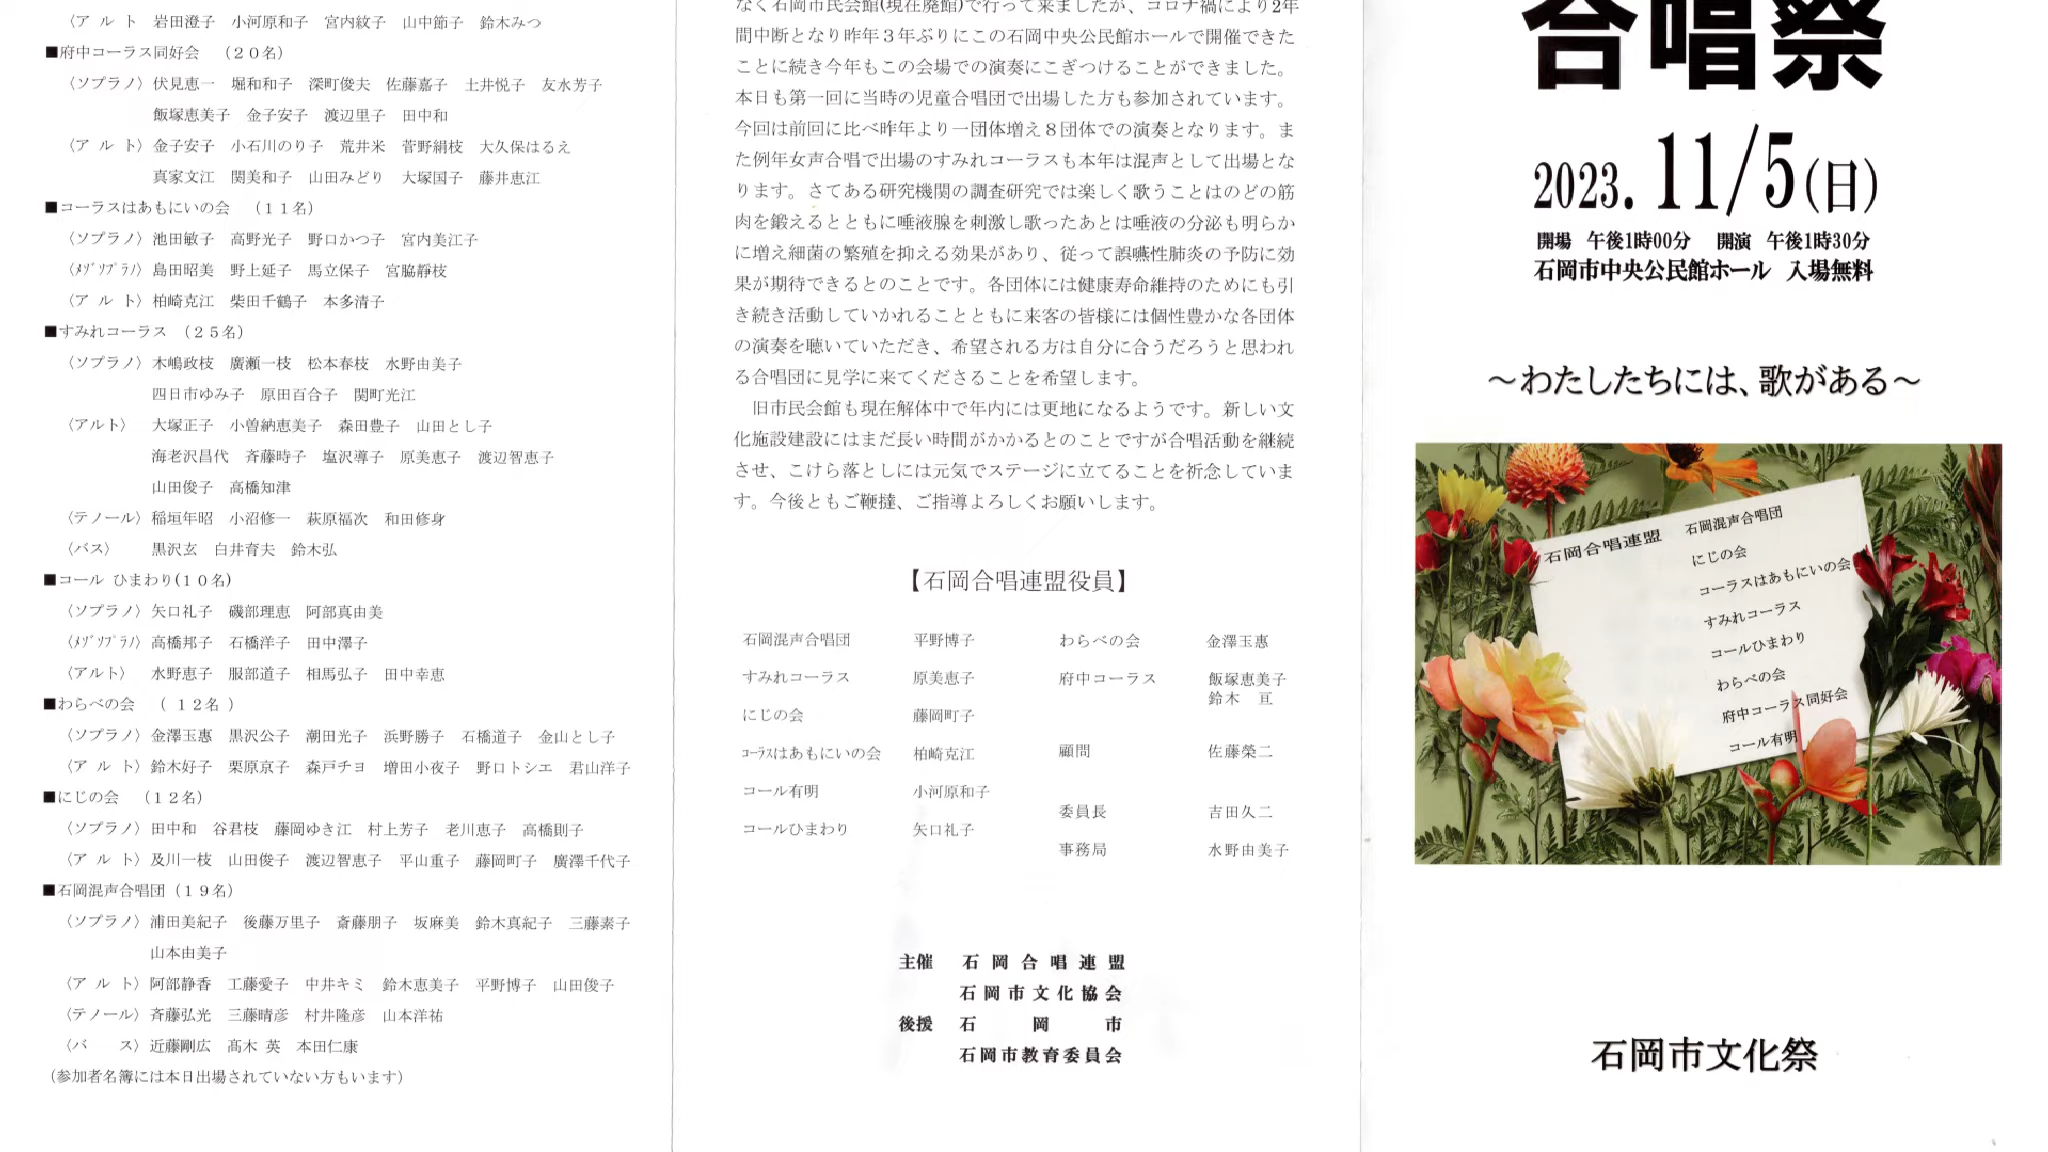 〈ア ル ト 岩田澄子 小河原和子 宮内紋子 山中節子 鈴木みつ
■府中コーラス同好会 （２０名）
〈ソプラノ〉伏見恵一 堀和和子 深町俊夫 佐藤嘉子 土井悦子 友水芳子
飯塚恵美子 金子安子 渡辺里子 田中和
〈ア ル ト〉金子安子 小石川のり子 荒井米 菅野絹枝 大久保はるえ
真家文江 関美和子 山田みどり 大塚国子 藤井恵江
■コーラスはあもにいの会 （１１名）
〈ソプラノ〉池田敏子 高野光子 野口かつ子 宮内美江子
〈ﾒｿﾞｿﾌﾟﾗﾉ〉島田昭美 野上延子 馬立保子 宮脇靜枝
〈ア ル ト〉柏崎克江 柴田千鶴子 本多清子
■すみれコーラス （２５名）
〈ソプラノ〉木嶋政枝 廣瀬一枝 松本春枝 水野由美子
四日市ゆみ子 原田百合子 関町光江
〈アルト〉 大塚正子 小曽納恵美子 森田豊子 山田とし子
海老沢昌代 斉藤時子 塩沢導子 原美恵子 渡辺智恵子
山田俊子 高橋知津
〈テノール〉稲垣年昭 小沼修一 萩原福次 和田修身
〈バス〉 黒沢玄 白井育夫 鈴木弘
■コール ひまわり(１０名)
〈ソプラノ〉矢口礼子 磯部理恵 阿部真由美
〈ﾒｿﾞｿﾌﾟﾗﾉ〉高橋邦子 石橋洋子 田中澤子
〈アルト〉 水野恵子 服部道子 相馬弘子 田中幸恵
■わらべの会 （ １２名 ）
〈ソプラノ〉金澤玉惠 黒沢公子 潮田光子 浜野勝子 石橋道子 金山とし子
〈ア ル ト〉鈴木好子 栗原京子 森戸チヨ 増田小夜子 野口トシエ 君山洋子
■にじの会 （１２名）
〈ソプラノ〉田中和 谷君枝 藤岡ゆき江 村上芳子 老川恵子 高橋則子
〈ア ル ト〉及川一枝 山田俊子 渡辺智恵子 平山重子 藤岡町子 廣澤千代子
■石岡混声合唱団（１９名）
〈ソプラノ〉浦田美紀子 後藤万里子 斎藤朋子 坂麻美 鈴木真紀子 三藤素子
山本由美子
〈ア ル ト〉阿部静香 工藤愛子 中井キミ 鈴木恵美子 平野博子 山田俊子
〈テノール〉斉藤弘光 三藤晴彦 村井隆彦 山本洋祐
〈バ ス〉近藤剛広 髙木 英 本田仁康
（参加者名簿には本日出場されていない方もいます）
なく石岡市民会館(現在廃館)で行って来ましたが、コロナ禍により2年
間中断となり昨年３年ぶりにこの石岡中央公民館ホールで開催できた
ことに続き今年もこの会場での演奏にこぎつけることができました。
本日も第一回に当時の児童合唱団で出場した方も参加されています。
今回は前回に比べ昨年より一団体増え８団体での演奏となります。ま
た例年女声合唱で出場のすみれコーラスも本年は混声として出場とな
ります。さてある研究機関の調査研究では楽しく歌うことはのどの筋
肉を鍛えるとともに唾液腺を刺激し歌ったあとは唾液の分泌も明らか
に増え細菌の繁殖を抑える効果があり、従って誤嚥性肺炎の予防に効
果が期待できるとのことです。各団体には健康寿命維持のためにも引
き続き活動していかれることともに来客の皆様には個性豊かな各団体
の演奏を聴いていただき、希望される方は自分に合うだろうと思われ
る合唱団に見学に来てくださることを希望します。
旧市民会館も現在解体中で年内には更地になるようです。新しい文
化施設建設にはまだ長い時間がかかるとのことですが合唱活動を継続
させ、こけら落としには元気でステージに立てることを祈念していま
す。今後ともご鞭撻、ご指導よろしくお願いします。
【石岡合唱連盟役員】
石岡混声合唱団 平野博子 わらべの会 金澤玉惠
すみれコーラス 原美恵子 府中コーラス 飯塚恵美子
鈴木 亘
にじの会 藤岡町子
ｺｰﾗｽはあもにいの会 柏崎克江 顧問 佐藤榮二
コール有明 小河原和子
委員長 吉田久二
コールひまわり 矢口礼子
事務局 水野由美子
主催 石岡合唱連盟
石岡市文化協会
後援 石岡市
石岡市教育委員会
合唱祭
2023. 11/5(日)
開場 午後1時00分 開演 午後1時30分
石岡市中央公民館ホール 入場無料
～わたしたちには、歌がある～
石岡合唱連盟 石岡混声合唱団
にじの会
コーラスはあもにいの会
すみれコーラス
コールひまわり
わらべの会
府中コーラス同好会
コール有明
石岡市文化祭